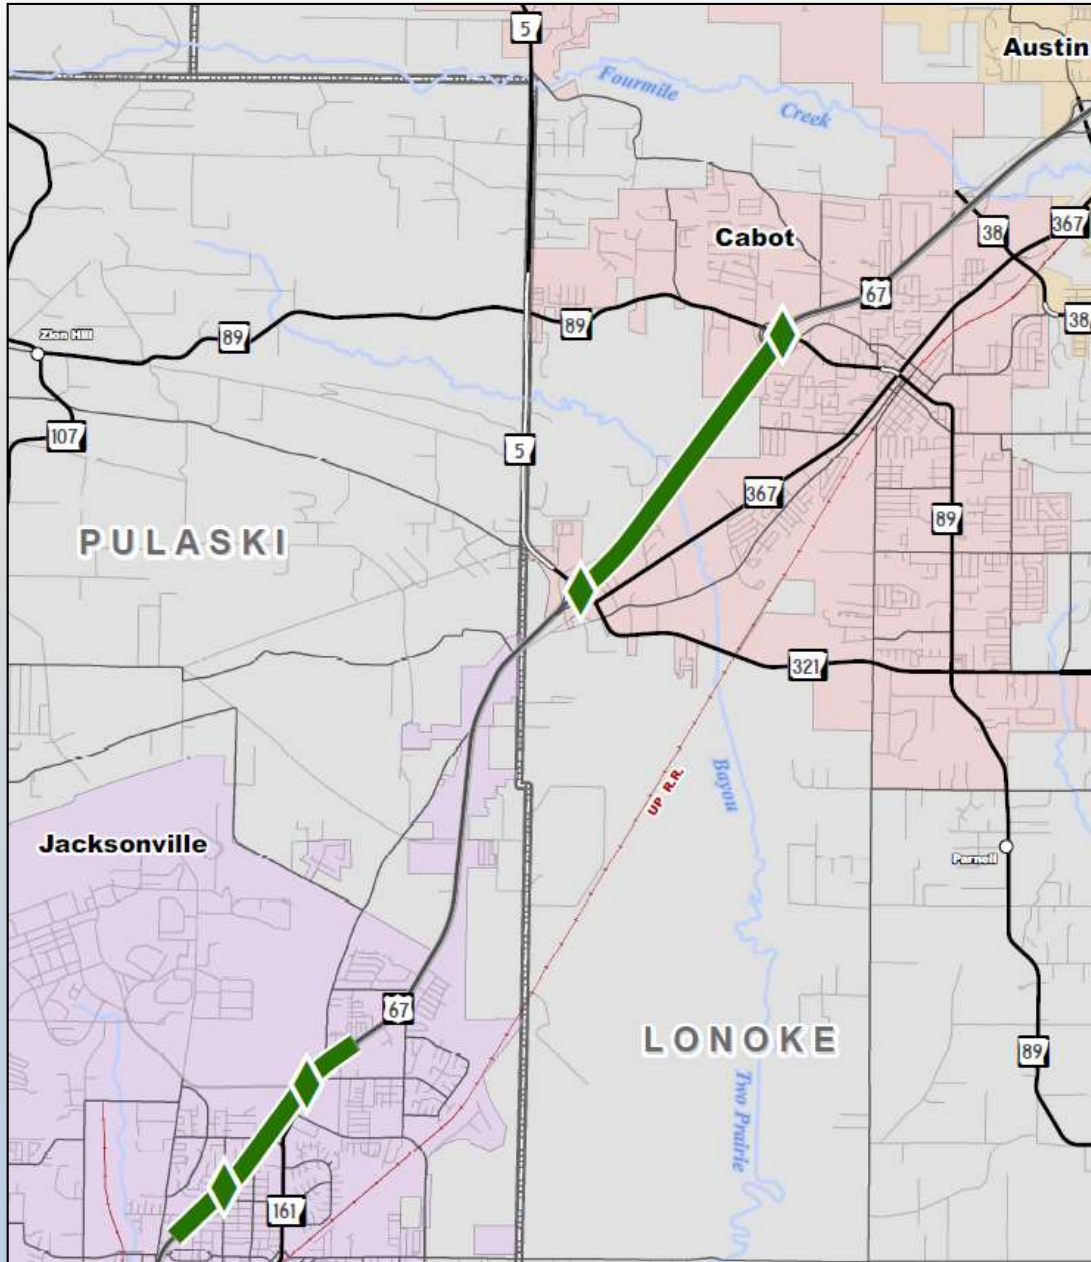 5
Austin
Fourmile
Creek
Cabot
38
367
67
Zion Hill
89
89
38
107
5
367
89
PULASKI
321
Bayou
UP R.R.
Jacksonville
Parnell
67
LONOKE
89
Two Prairie
161